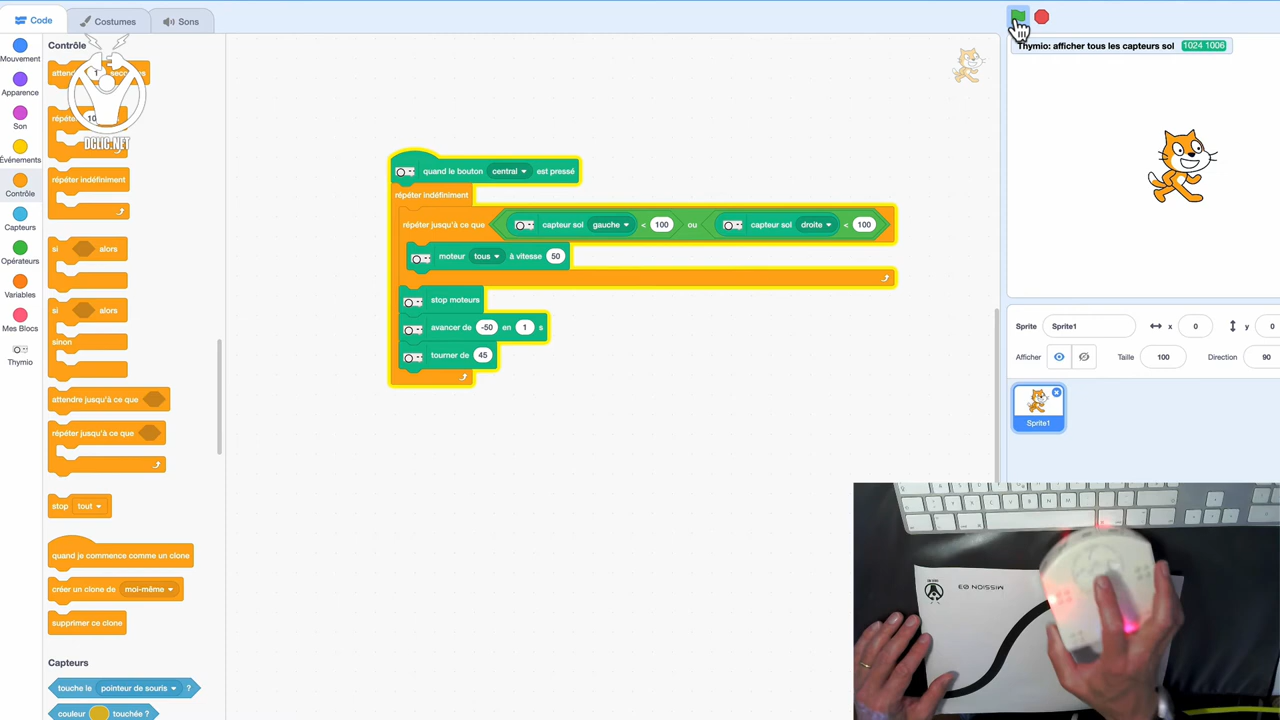 Code Costumes Sons
Thymio: afficher tous les capteurs sol 1024 1006
Mouvement
Apparence
Son
Événements
Contrôle
Capteurs
Opérateurs
Variables
Mes Blocs
Thymio
Contrôle
répéter 10
DCLIC.NET
répéter indéfiniment
si alors
si alors
sinon
attendre jusqu'à ce que
répéter jusqu'à ce que
stop tout
quand je commence comme un clone
créer un clone de moi-même
supprimer ce clone
Capteurs
touche le pointeur de souris ?
couleur touchée ?
quand le bouton central est pressé
répéter indéfiniment
répéter jusqu'à ce que capteur sol gauche < 100 ou capteur sol droite < 100
moteur tous à vitesse 50
stop moteurs
avancer de -50 en 1 s
tourner de 45
Sprite Sprite1 x 0 y 0
Afficher Taille 100 Direction 90
Sprite1
MISSION 03